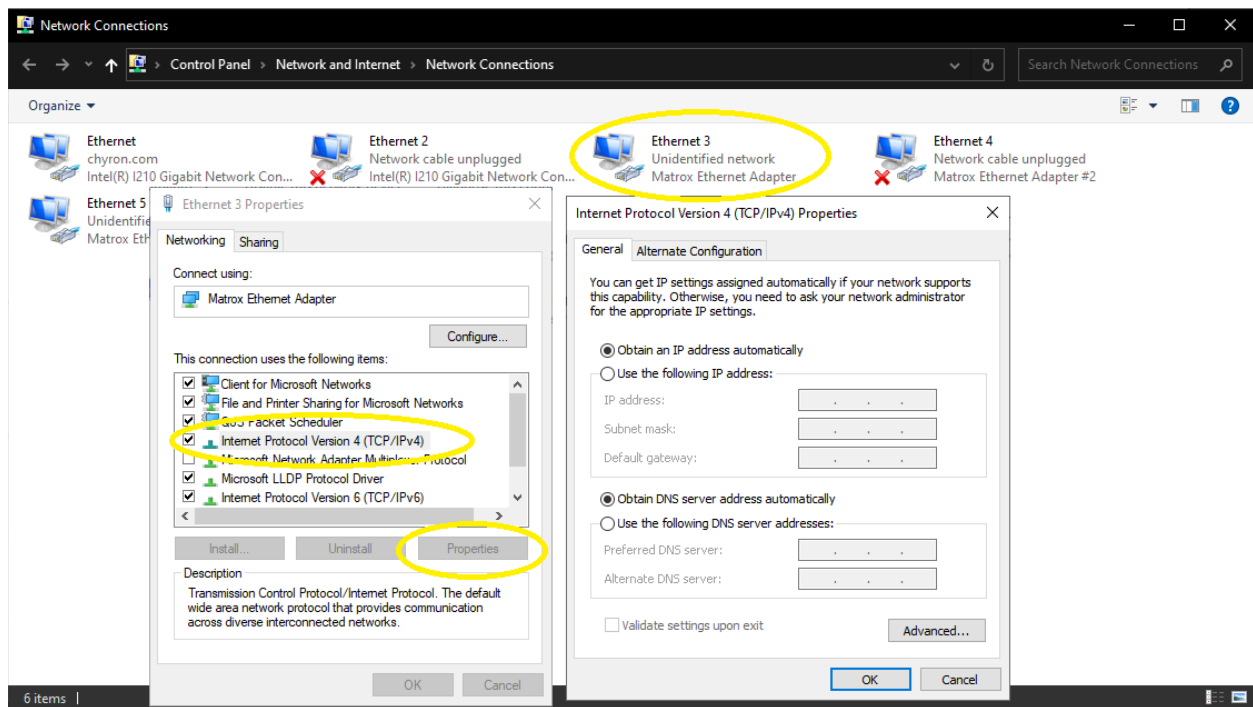 Network Connections
Control Panel > Network and Internet > Network Connections
Search Network Connections
Organize
Ethernet
chyron.com
Intel(R) I210 Gigabit Network Con...
Ethernet 2
Network cable unplugged
Intel(R) I210 Gigabit Network Con...
Ethernet 3
Unidentified network
Matrox Ethernet Adapter
Ethernet 4
Network cable unplugged
Matrox Ethernet Adapter #2
Ethernet 5
Unidentifie
Matrox Eth
Ethernet 3 Properties
Networking
Sharing
Connect using:
Matrox Ethernet Adapter
Configure...
This connection uses the following items:
Client for Microsoft Networks
File and Printer Sharing for Microsoft Networks
QoS Packet Scheduler
Internet Protocol Version 4 (TCP/IPv4)
Microsoft Network Adapter Multiplexor Protocol
Microsoft LLDP Protocol Driver
Internet Protocol Version 6 (TCP/IPv6)
Install...
Uninstall
Properties
Description
Transmission Control Protocol/Internet Protocol. The default
wide area network protocol that provides communication
across diverse interconnected networks.
OK
Cancel
Internet Protocol Version 4 (TCP/IPv4) Properties
General
Alternate Configuration
You can get IP settings assigned automatically if your network supports
this capability. Otherwise, you need to ask your network administrator
for the appropriate IP settings.
Obtain an IP address automatically
Use the following IP address:
IP address:
Subnet mask:
Default gateway:
Obtain DNS server address automatically
Use the following DNS server addresses:
Preferred DNS server:
Alternate DNS server:
Validate settings upon exit
Advanced...
OK
Cancel
6 items